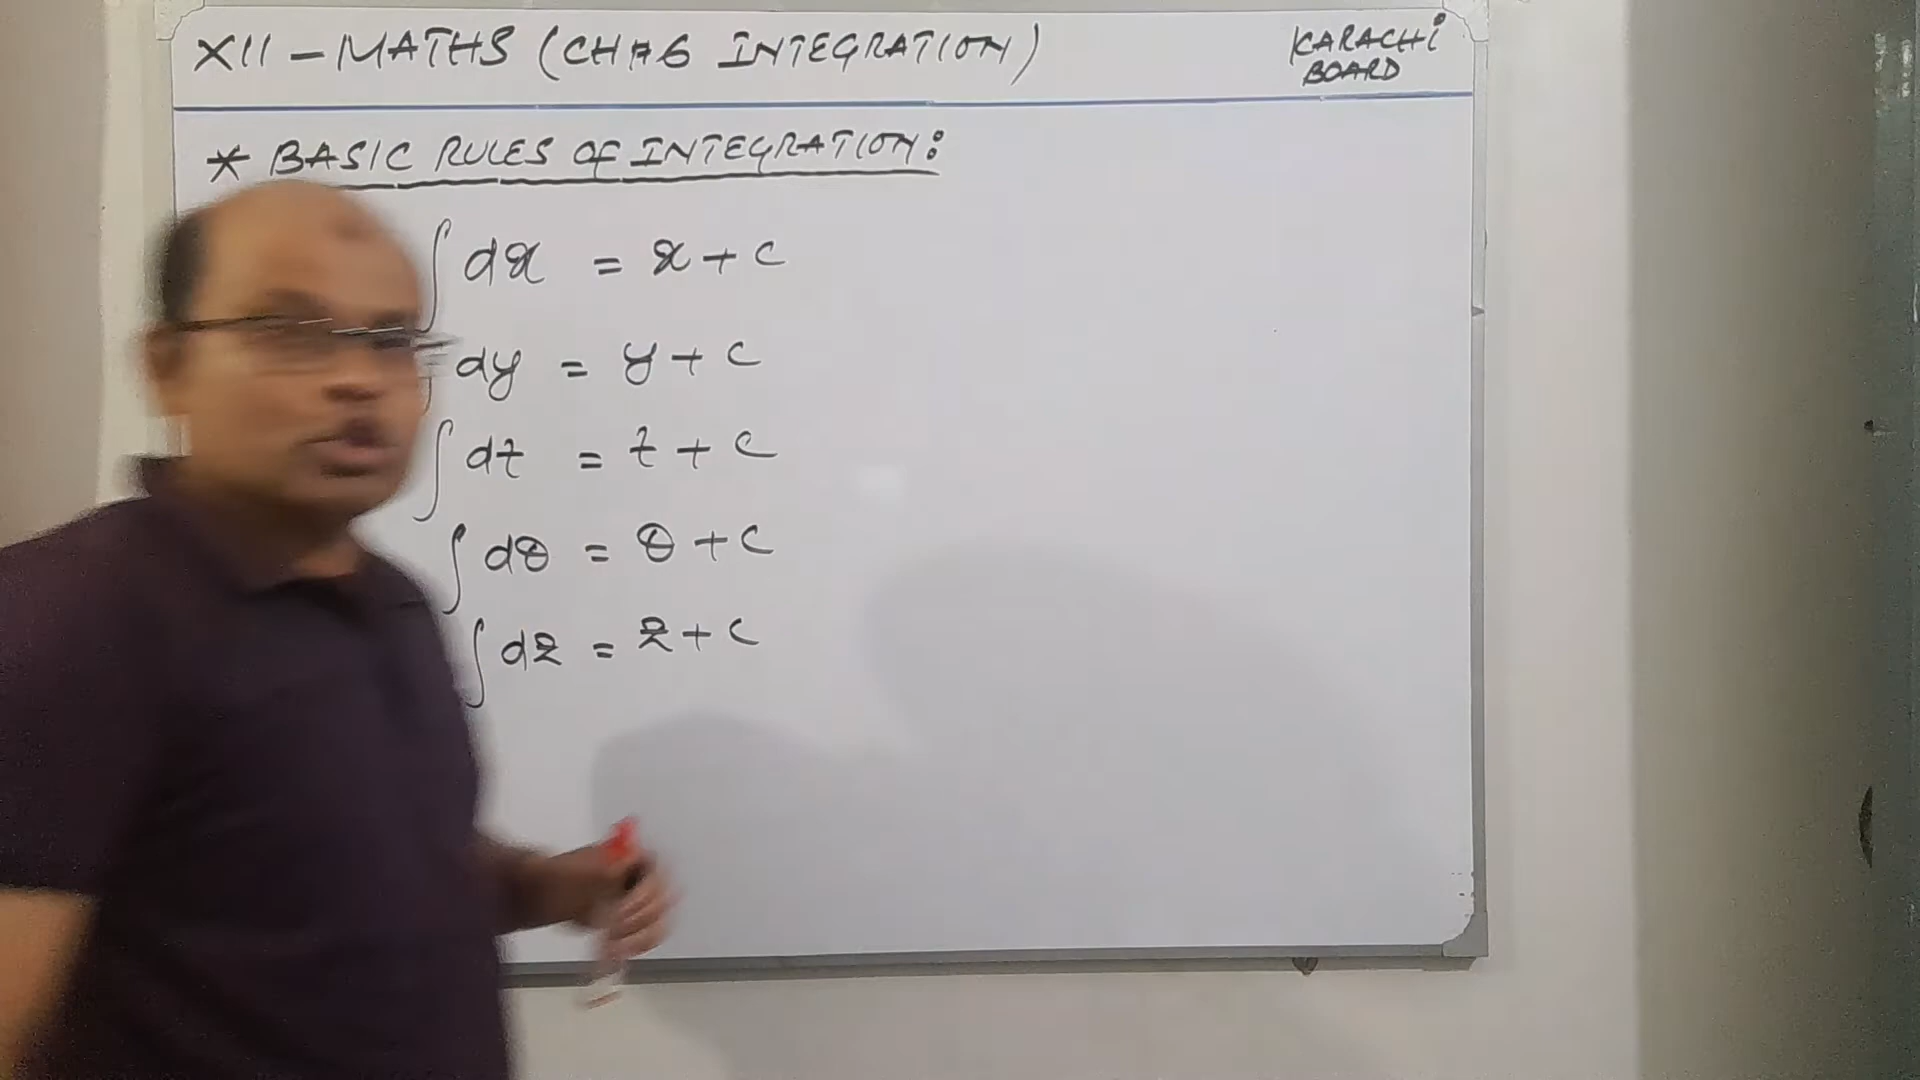 XII - MATHS (CH#6 INTEGRATION)
KARACHI
BOARD
* BASIC RULES OF INTEGRATION:
∫ dx = x + c
∫ dy = y + c
∫ dt = t + c
∫ dθ = θ + c
∫ dz = z + c